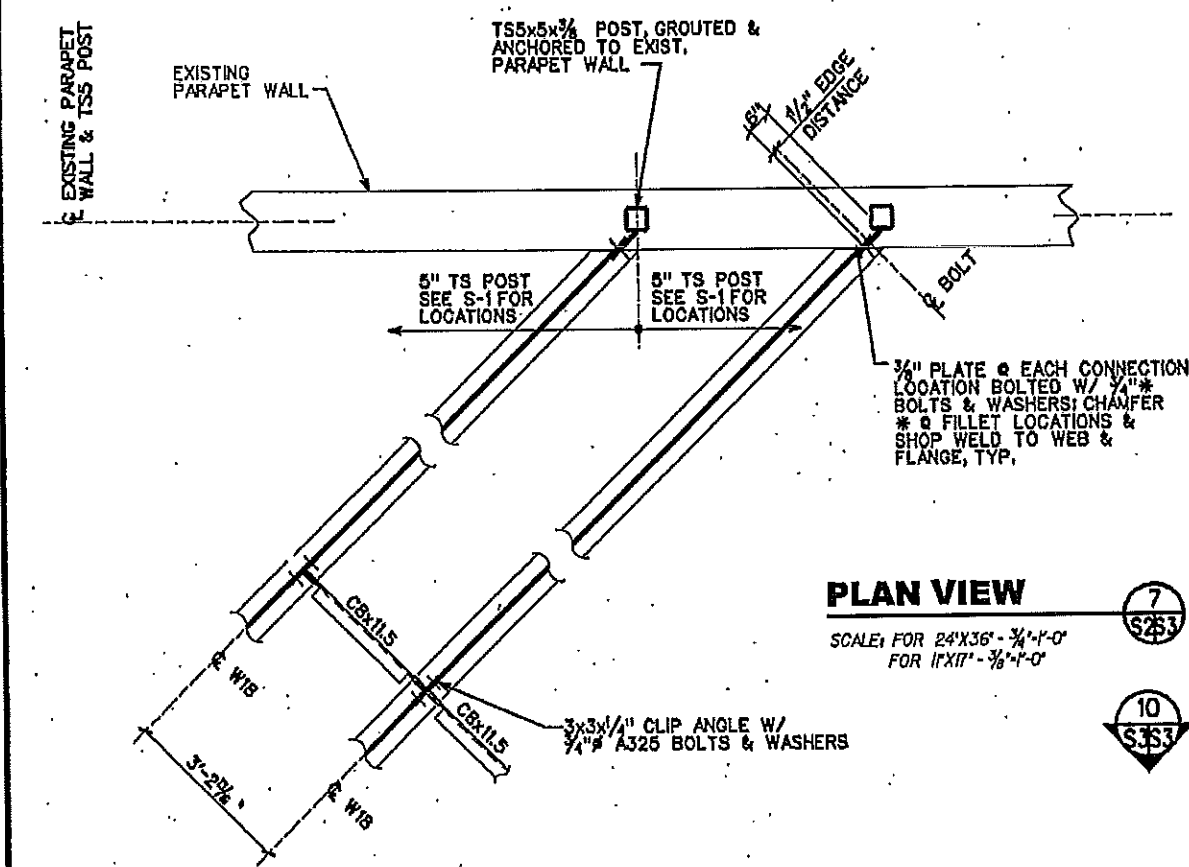 ℄ EXISTING PARAPET
WALL & TS5 POST
EXISTING
PARAPET WALL
TS5x5x3/8 POST, GROUTED &
ANCHORED TO EXIST.
PARAPET WALL
6"
1 1/2" EDGE
DISTANCE
5" TS POST
SEE S-1 FOR
LOCATIONS
5" TS POST
SEE S-1 FOR
LOCATIONS
℄ BOLT
3/8" PLATE @ EACH CONNECTION
LOCATION BOLTED W/ 3/4"*
BOLTS & WASHERS; CHAMFER
* @ FILLET LOCATIONS &
SHOP WELD TO WEB &
FLANGE, TYP.
C8x11.5
C8x11.5
℄ W18
℄ W18
3'-2
3x3x1/4" CLIP ANGLE W/
3/4"ø A325 BOLTS & WASHERS
PLAN VIEW
7
S2S3
SCALE: FOR 24"X36" - 3/4"-1'-0"
FOR 11"X17" - 3/8"-1'-0"
10
S3S3